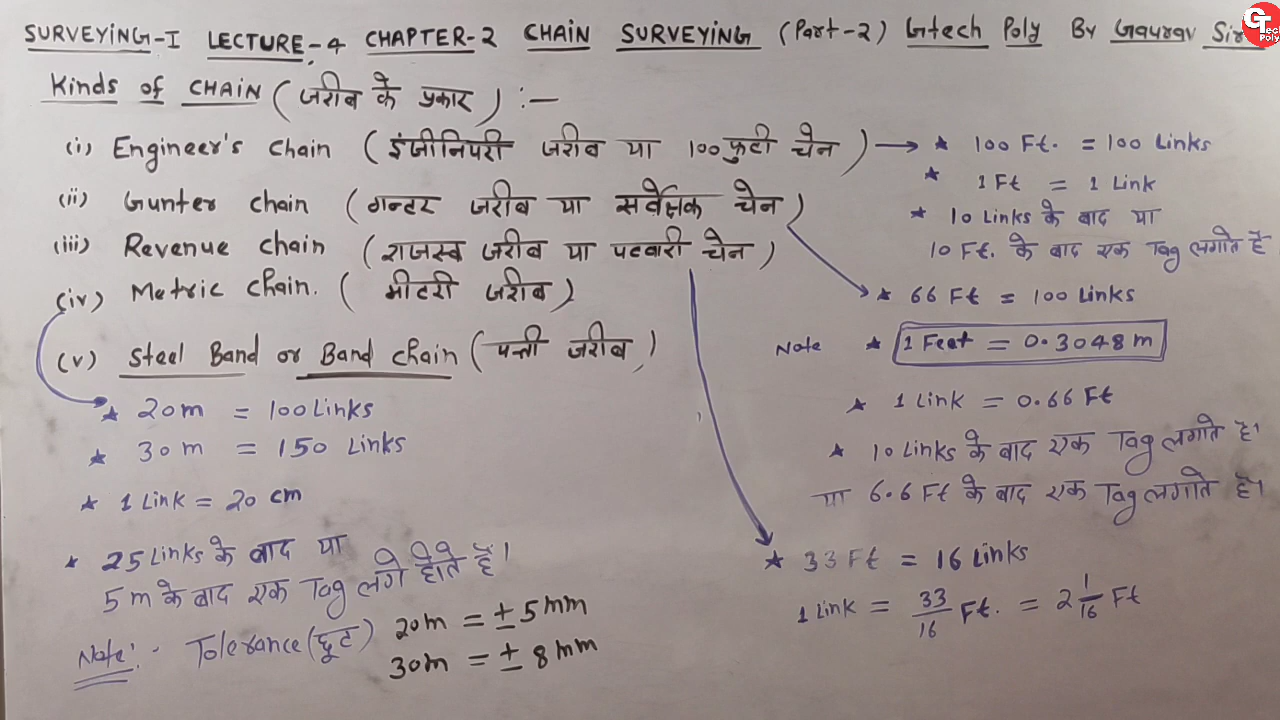 SURVEYING-I LECTURE-4 CHAPTER-2 CHAIN SURVEYING (Part-2) Gtech Poly By Gaurav Sir
GTec Poly
Kinds of CHAIN (जरीब के प्रकार) :-
(i) Engineer's chain (इंजीनियरी जरीब या 100 फुटी चेन) → * 100 Ft. = 100 Links
* 1 Ft = 1 Link
* 10 Links के बाद या
10 Ft. के बाद एक Tag लगाते हैं
(ii) Gunter chain (गन्टर जरीब या सर्वेक्षक चेन)
(iii) Revenue chain (राजस्व जरीब या पटवारी चेन)
(iv) Metric chain. (मीटरी जरीब)
(v) Steel Band or Band chain (पत्ती जरीब)
* 66 Ft = 100 Links
Note * 1 Feet = 0.3048 m
* 1 Link = 0.66 Ft
* 10 Links के बाद एक Tag लगाते है।
या 6.6 Ft के बाद एक Tag लगाते है।
* 20m = 100 Links
* 30m = 150 Links
* 1 Link = 20 cm
* 25 Links के बाद या
5 m के बाद एक Tag लगे होते हैं।
Note:- Tolerance (छूट) 20m = ± 5mm
30m = ± 8mm
* 33 Ft = 16 Links
1 Link = 33/16 Ft. = 2 1/16 Ft